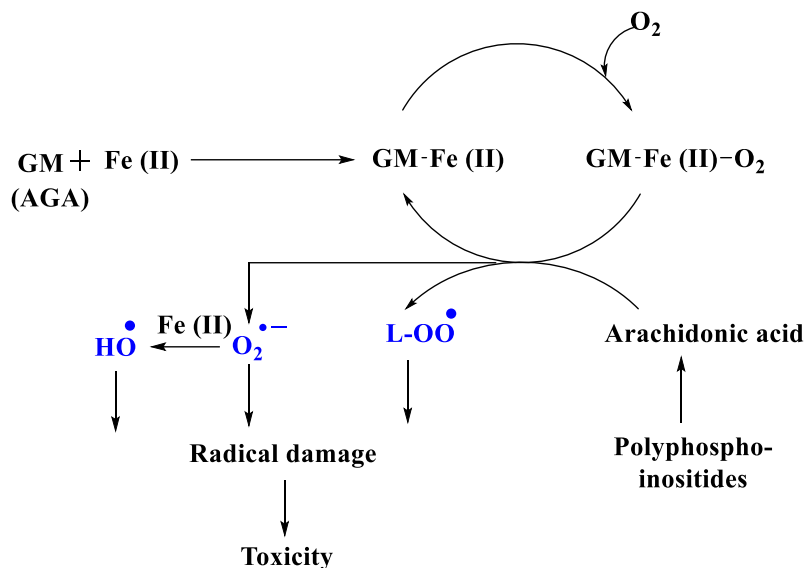 O2
GM + Fe (II)
(AGA)
GM-Fe (II)
GM-Fe (II)-O2
HO•
Fe (II)
O2•−
L-OO•
Arachidonic acid
Radical damage
Polyphospho-
inositides
Toxicity